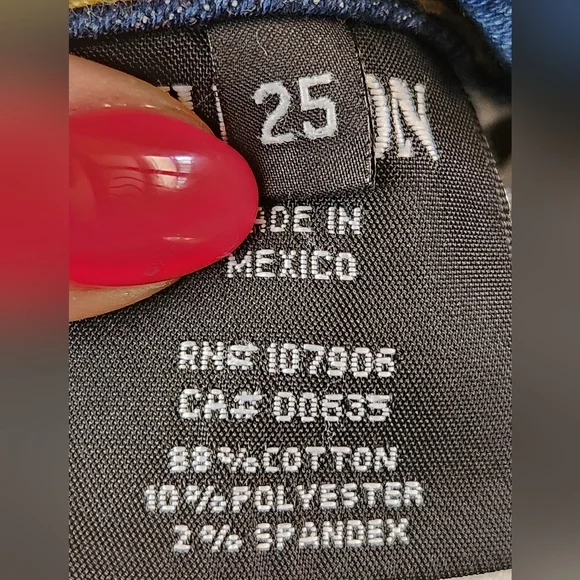 25
MADE IN
MEXICO
RN# 107906
CA# 00635
88% COTTON
10% POLYESTER
2% SPANDEX